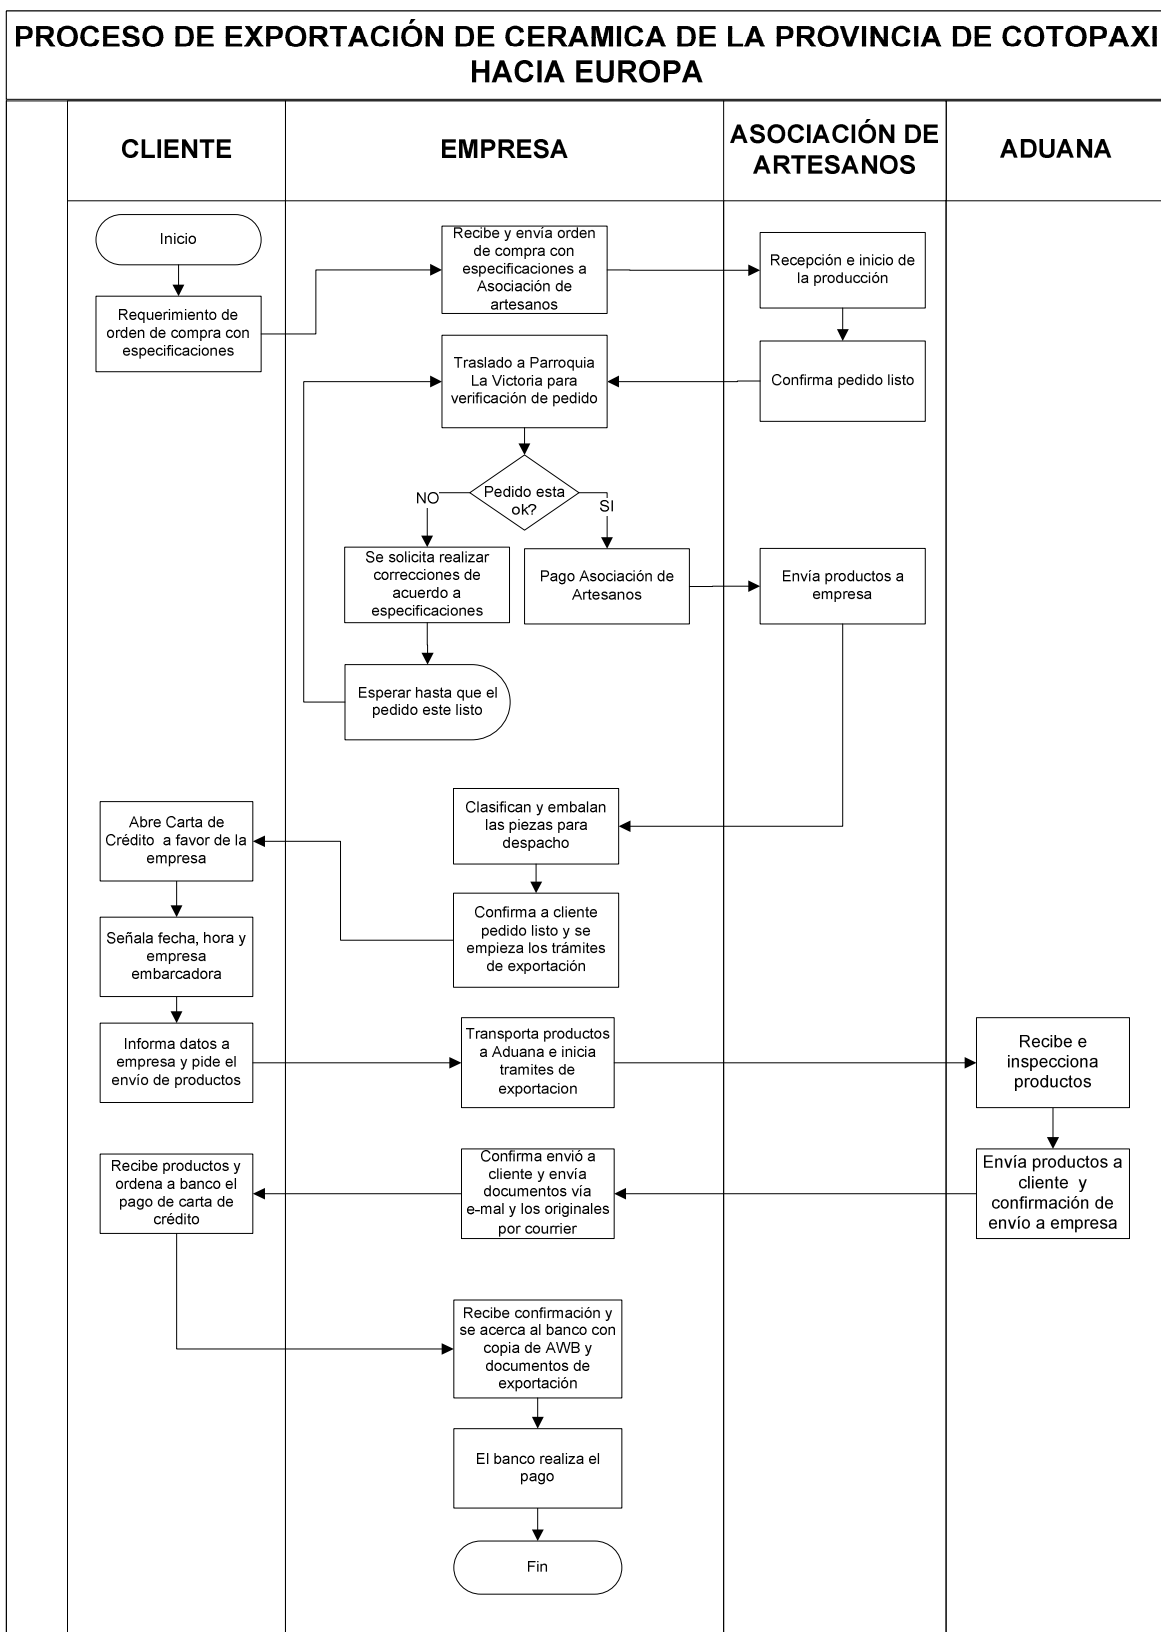 PROCESO DE EXPORTACIÓN DE CERAMICA DE LA PROVINCIA DE COTOPAXI
HACIA EUROPA
CLIENTE
EMPRESA
ASOCIACIÓN DE
ARTESANOS
ADUANA
Inicio
Requerimiento de
orden de compra con
especificaciones
Recibe y envía orden
de compra con
especificaciones a
Asociación de
artesanos
Recepción e inicio de
la producción
Confirma pedido listo
Traslado a Parroquia
La Victoria para
verificación de pedido
Pedido esta
ok?
NO
SI
Se solicita realizar
correcciones de
acuerdo a
especificaciones
Pago Asociación de
Artesanos
Envía productos a
empresa
Esperar hasta que el
pedido este listo
Clasifican y embalan
las piezas para
despacho
Confirma a cliente
pedido listo y se
empieza los trámites
de exportación
Abre Carta de
Crédito a favor de la
empresa
Señala fecha, hora y
empresa
embarcadora
Informa datos a
empresa y pide el
envío de productos
Transporta productos
a Aduana e inicia
tramites de
exportacion
Recibe e
inspecciona
productos
Envía productos a
cliente y
confirmación de
envío a empresa
Confirma envió a
cliente y envía
documentos vía
e-mal y los originales
por courrier
Recibe productos y
ordena a banco el
pago de carta de
crédito
Recibe confirmación y
se acerca al banco con
copia de AWB y
documentos de
exportación
El banco realiza el
pago
Fin